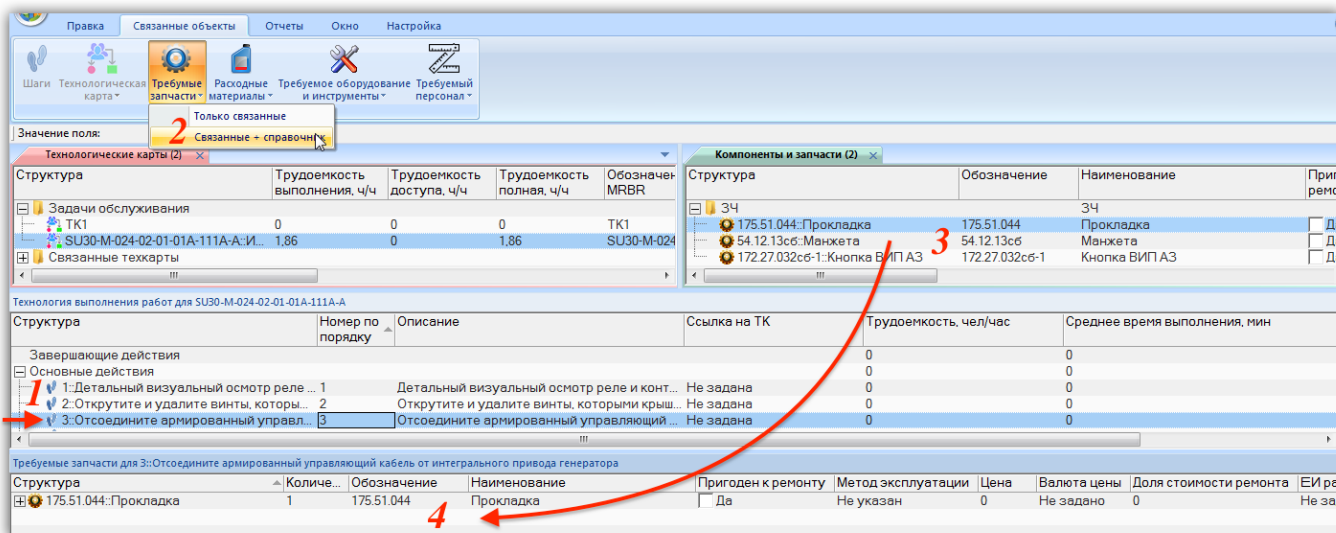 Правка Связанные объекты Отчеты Окно Настройка
Шаги Технологическая Требумые Расходные Требуемое оборудование Требуемый
карта запчасти материалы и инструменты персонал
Только связанные
2
Связанные + справочник
Значение поля:
Технологические карты (2) Компоненты и запчасти (2)
Структура Трудоемкость Трудоемкость Трудоемкость Обозначен Структура Обозначение Наименование
выполнения, ч/ч доступа, ч/ч полная, ч/ч MRBR ремо
Задачи обслуживания ЗЧ ЗЧ
ТК1 0 0 0 ТК1 175.51.044::Прокладка 175.51.044 Прокладка
SU30-M-024-02-01-01A-111A-A::И... 1,86 0 1,86 SU30-M-024 54.12.13сб::Манжета 3 54.12.13сб Манжета
Связанные техкарты 172.27.032сб-1::Кнопка ВИП АЗ 172.27.032сб-1 Кнопка ВИП АЗ
Технология выполнения работ для SU30-M-024-02-01-01A-111A-A
Структура Номер по Описание Ссылка на ТК Трудоемкость, чел/час Среднее время выполнения, мин
порядку
Завершающие действия 0 0
Основные действия 0 0
1 1::Детальный визуальный осмотр реле ... 1 Детальный визуальный осмотр реле и конт... Не задана 0 0
2::Открутите и удалите винты, которы... 2 Открутите и удалите винты, которыми крыш... Не задана 0 0
3::Отсоедините армированный управл... 3 Отсоедините армированный управляющий ... Не задана 0 0
Требуемые запчасти для 3::Отсоедините армированный управляющий кабель от интегрального привода генератора
Структура Количе... Обозначение Наименование Пригоден к ремонту Метод эксплуатации Цена Валюта цены Доля стоимости ремонта ЕИ ра
175.51.044::Прокладка 1 175.51.044 Прокладка Да Не указан 0 Не задано 0 Не за
4